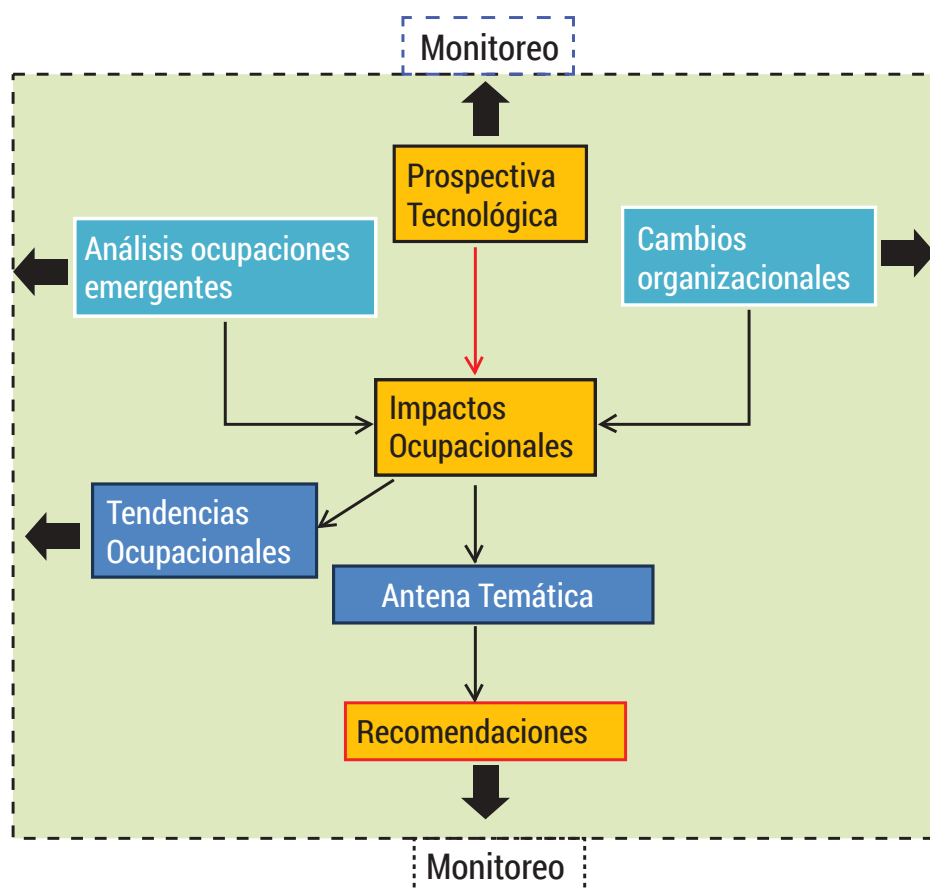 Monitoreo
Prospectiva
Tecnológica
Análisis ocupaciones
emergentes
Cambios
organizacionales
Impactos
Ocupacionales
Tendencias
Ocupacionales
Antena Temática
Recomendaciones
Monitoreo